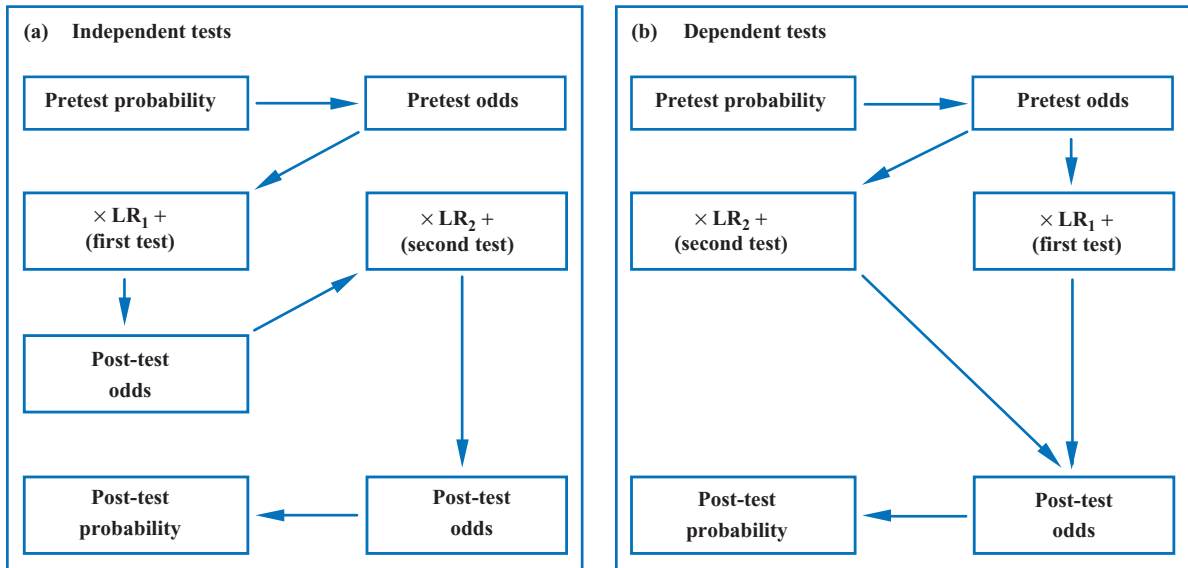 (a) Independent tests
Pretest probability
Pretest odds
× LR₁ +
(first test)
× LR₂ +
(second test)
Post-test
odds
Post-test
probability
Post-test
odds
(b) Dependent tests
Pretest probability
Pretest odds
× LR₂ +
(second test)
× LR₁ +
(first test)
Post-test
probability
Post-test
odds